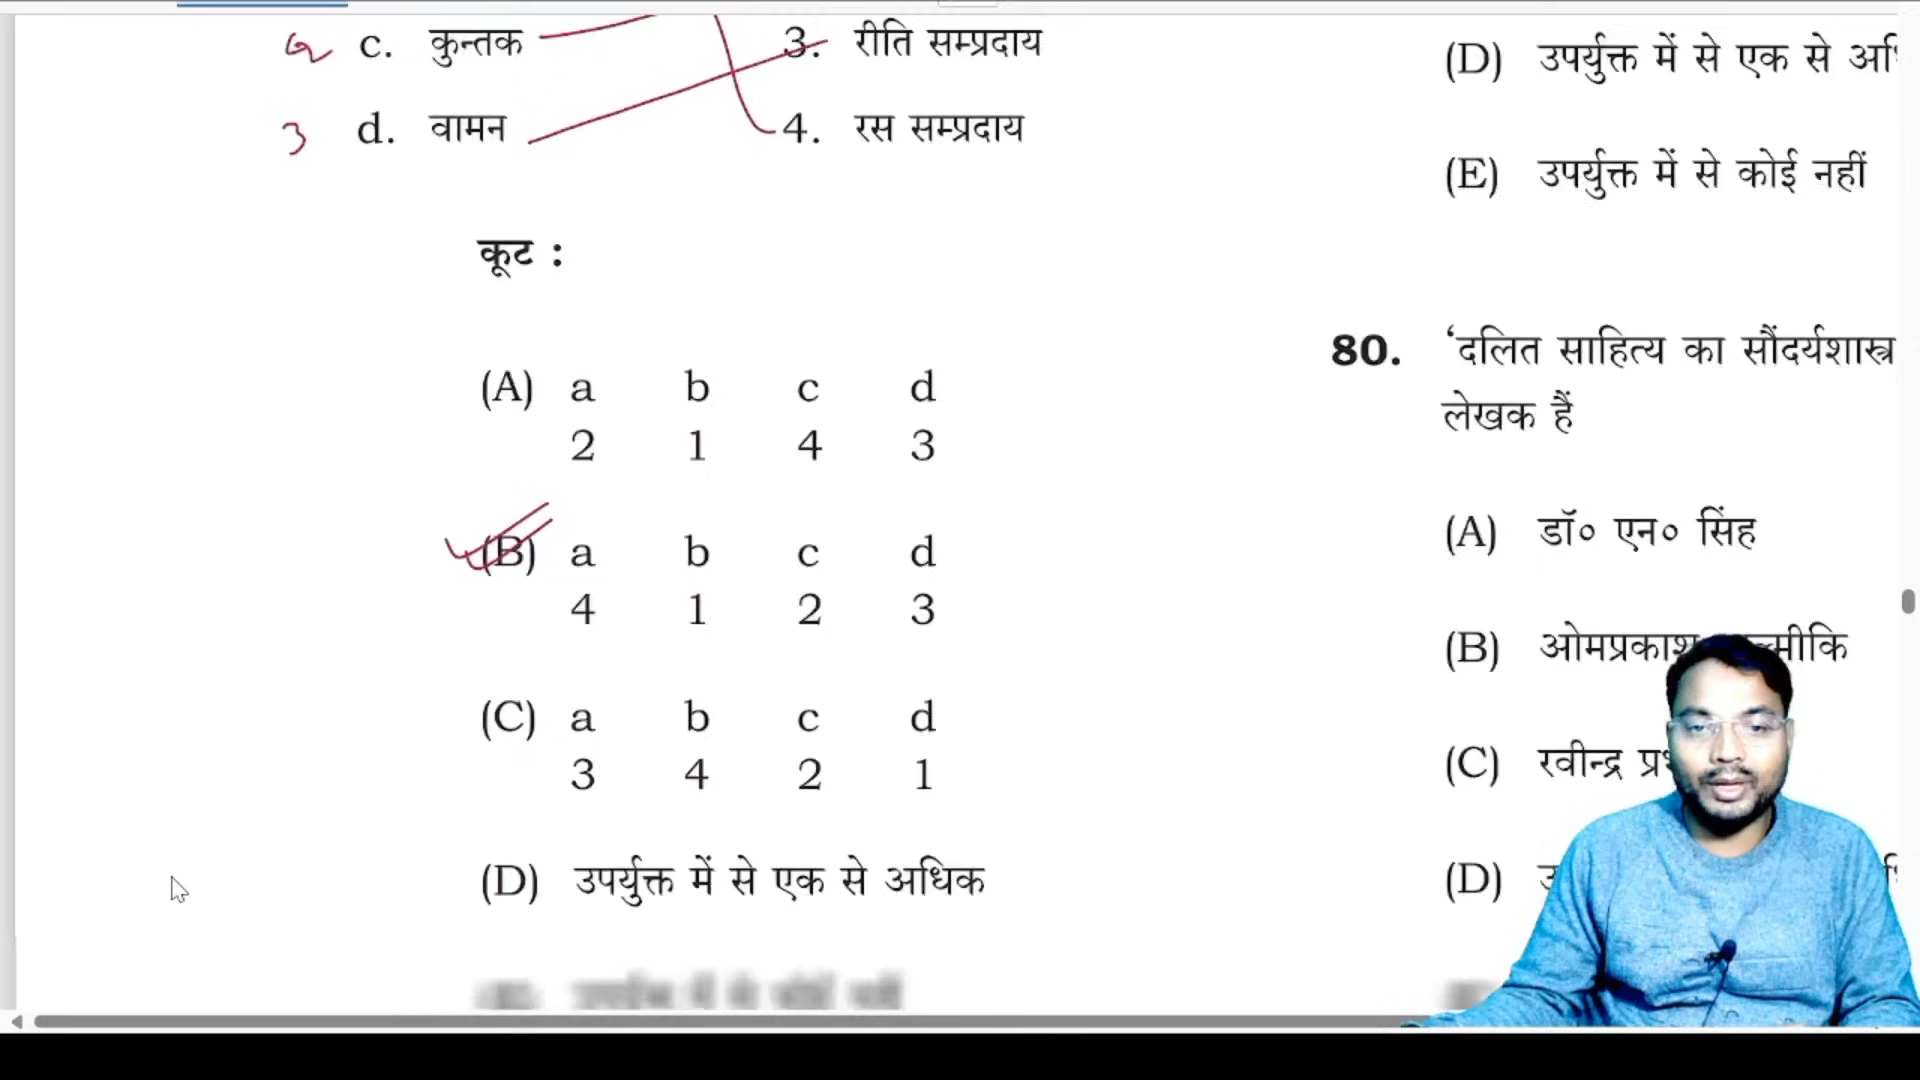 c. कुन्तक
3. रीति सम्प्रदाय
3 d. वामन
4. रस सम्प्रदाय
कूट :
(A) a b c d
2 1 4 3
(B) a b c d
4 1 2 3
(C) a b c d
3 4 2 1
(D) उपर्युक्त में से एक से अधिक
(D) उपर्युक्त में से एक से
(E) उपर्युक्त में से कोई नहीं
80. ‘दलित साहित्य का सौंदर्यशास्त्र
लेखक हैं
(A) डॉ० एन० सिंह
(B) ओमप्रकाश
(C) रवीन्द्र
(D)